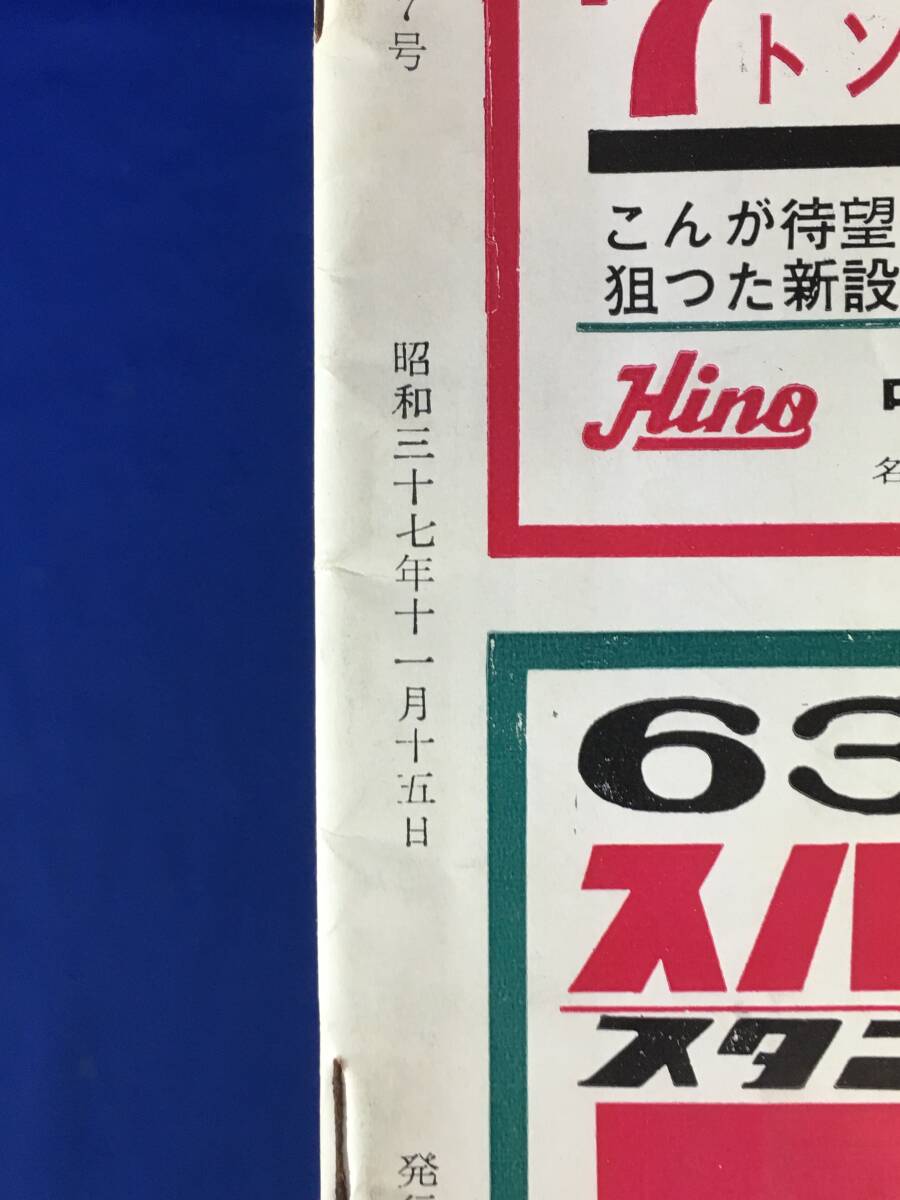 7号
昭和三十七年十一月十五日
発
7
トン
こんが待望
狙つた新設
Hino
名
63
スバ
スタ